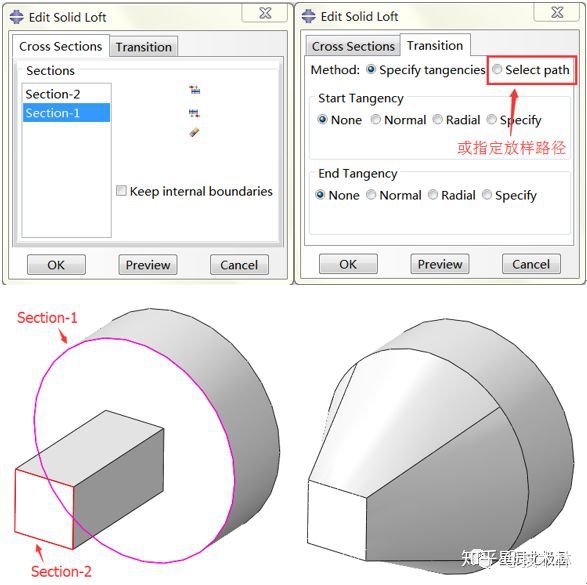 Edit Solid Loft
Cross Sections
Transition
Sections
Section-2
Section-1
Keep internal boundaries
OK
Preview
Cancel
Edit Solid Loft
Cross Sections
Transition
Method: Specify tangencies Select path
Start Tangency
None Normal Radial Specify
或指定放样路径
End Tangency
None Normal Radial Specify
OK
Preview
Cancel
Section-1
Section-2
知乎